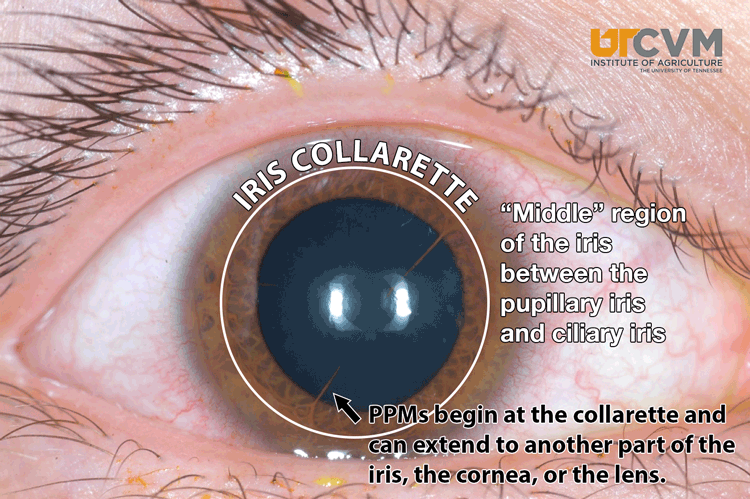 UTCVM
INSTITUTE OF AGRICULTURE
THE UNIVERSITY OF TENNESSEE
IRIS COLLARETTE
“Middle” region
of the iris
between the
pupillary iris
and ciliary iris
PPMs begin at the collarette and
can extend to another part of the
iris, the cornea, or the lens.